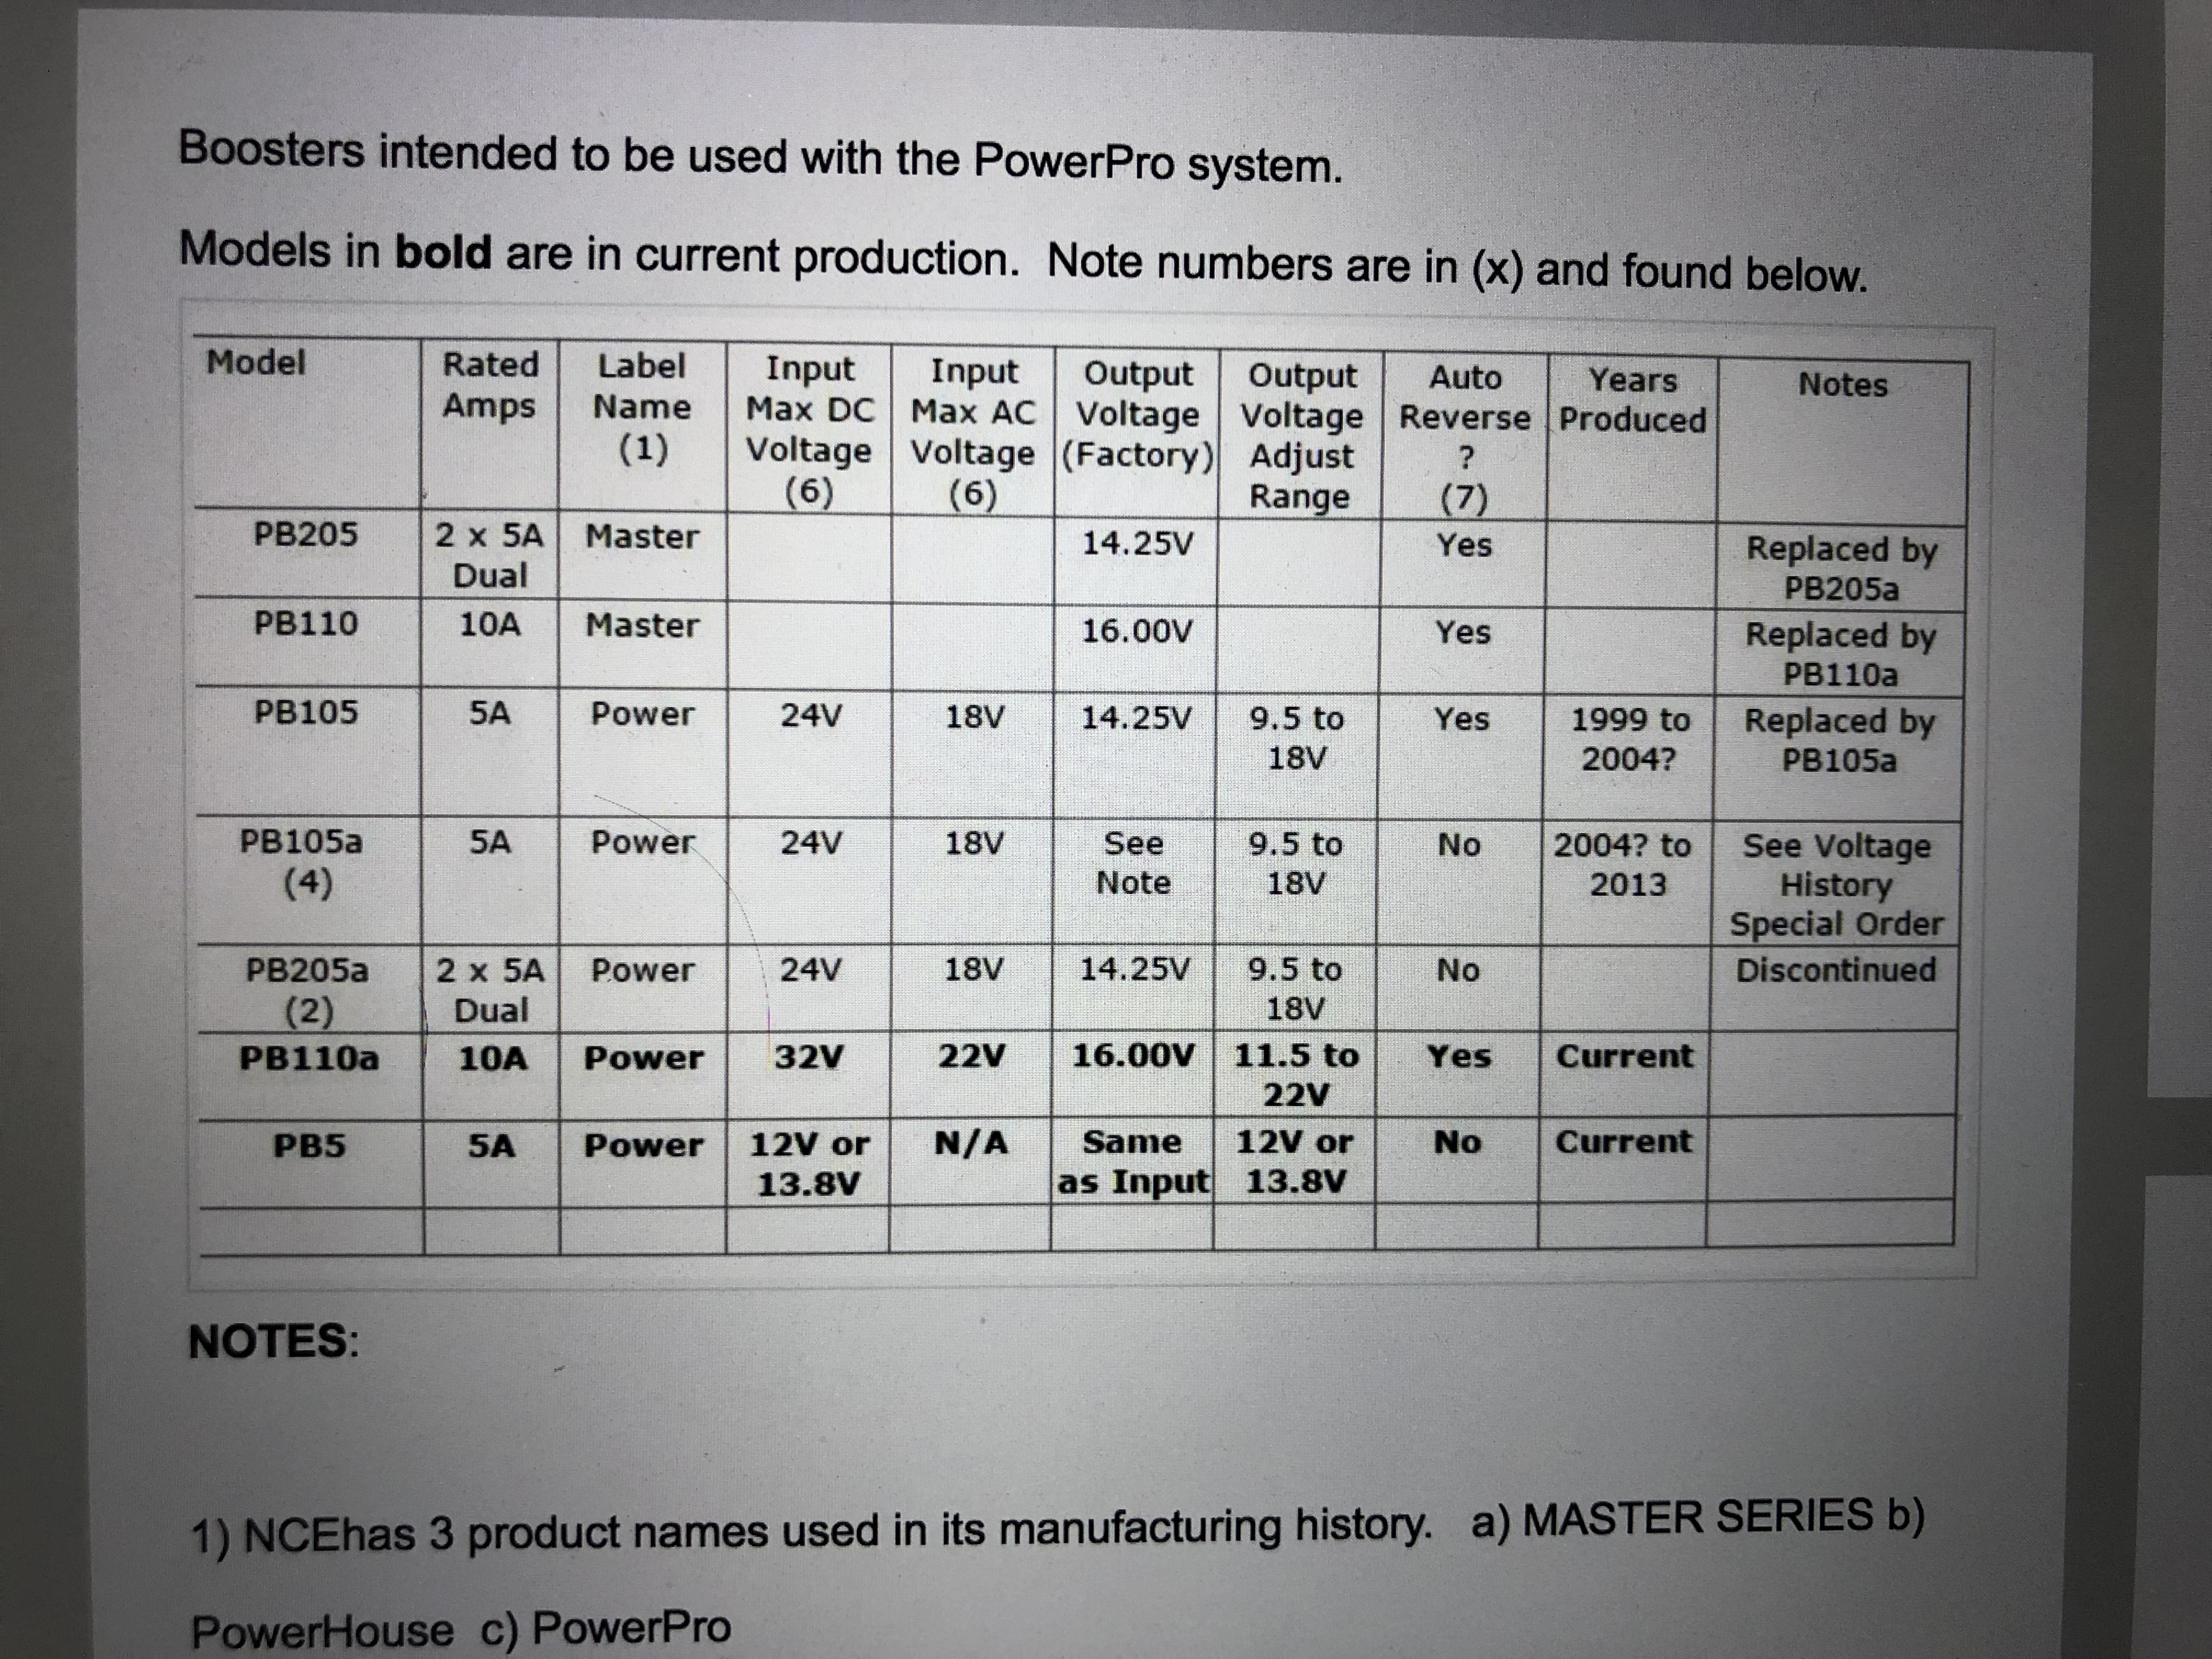 Boosters intended to be used with the PowerPro system.
Models in bold are in current production.  Note numbers are in (x) and found below.
Model Rated Label Input Input Output Output Auto Years Notes
Amps Name Max DC Max AC Voltage Voltage Reverse Produced
(1) Voltage Voltage (Factory) Adjust ?
(6) (6) Range (7)
PB205 2 x 5A Master 14.25V Yes Replaced by
Dual PB205a
PB110 10A Master 16.00V Yes Replaced by
PB110a
PB105 5A Power 24V 18V 14.25V 9.5 to Yes 1999 to Replaced by
18V 2004? PB105a
PB105a 5A Power 24V 18V See 9.5 to No 2004? to See Voltage
(4) Note 18V 2013 History
Special Order
PB205a 2 x 5A Power 24V 18V 14.25V 9.5 to No Discontinued
(2) Dual 18V
PB110a 10A Power 32V 22V 16.00V 11.5 to Yes Current
22V
PB5 5A Power 12V or N/A Same 12V or No Current
13.8V as Input 13.8V
NOTES:
1) NCEhas 3 product names used in its manufacturing history.   a) MASTER SERIES b)
PowerHouse  c) PowerPro